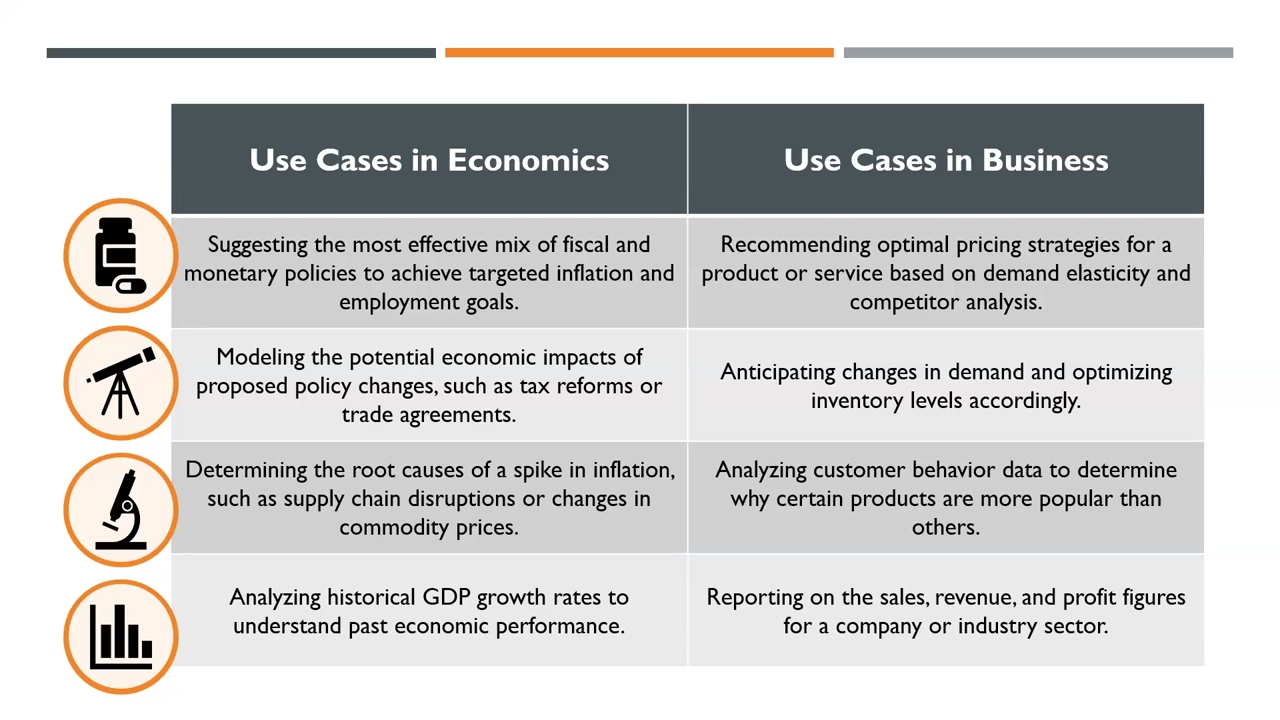 Use Cases in Economics
Use Cases in Business
Suggesting the most effective mix of fiscal and
monetary policies to achieve targeted inflation and
employment goals.
Recommending optimal pricing strategies for a
product or service based on demand elasticity and
competitor analysis.
Modeling the potential economic impacts of
proposed policy changes, such as tax reforms or
trade agreements.
Anticipating changes in demand and optimizing
inventory levels accordingly.
Determining the root causes of a spike in inflation,
such as supply chain disruptions or changes in
commodity prices.
Analyzing customer behavior data to determine
why certain products are more popular than
others.
Analyzing historical GDP growth rates to
understand past economic performance.
Reporting on the sales, revenue, and profit figures
for a company or industry sector.